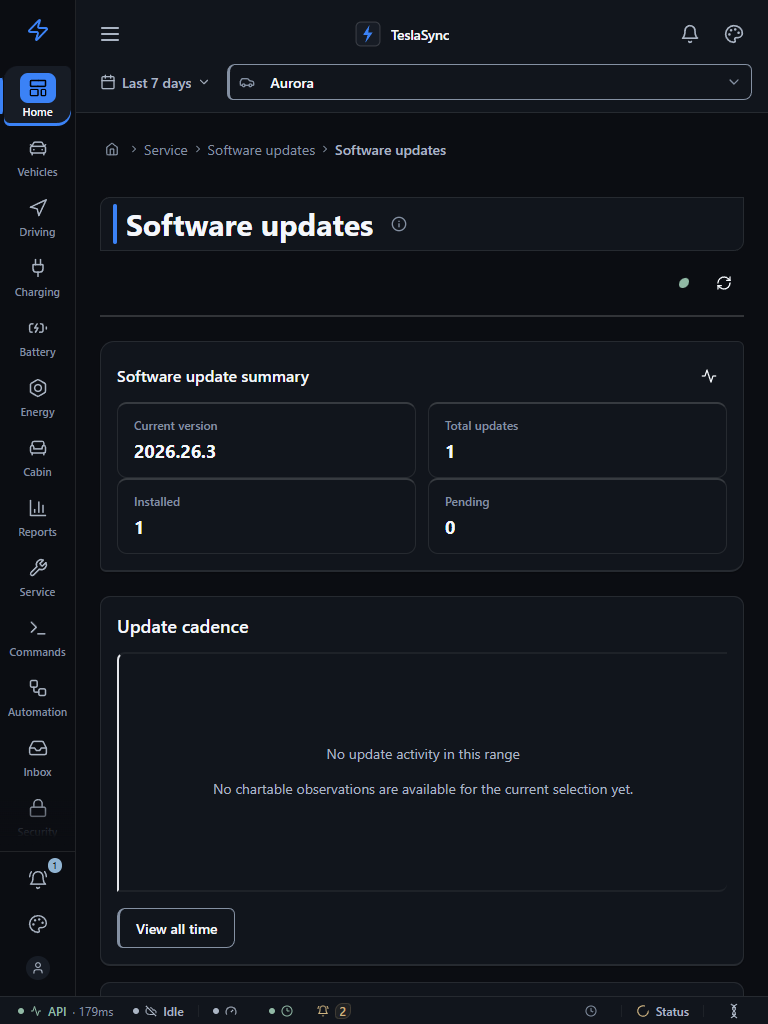 TeslaSync
Last 7 days
Aurora
Home
Vehicles
Driving
Charging
Battery
Energy
Cabin
Reports
Service
Commands
Automation
Inbox
Security
1
Service > Software updates > Software updates
Software updates
Software update summary
Current version
2026.26.3
Total updates
1
Installed
1
Pending
0
Update cadence
No update activity in this range
No chartable observations are available for the current selection yet.
View all time
API · 179ms
Idle
2
Status